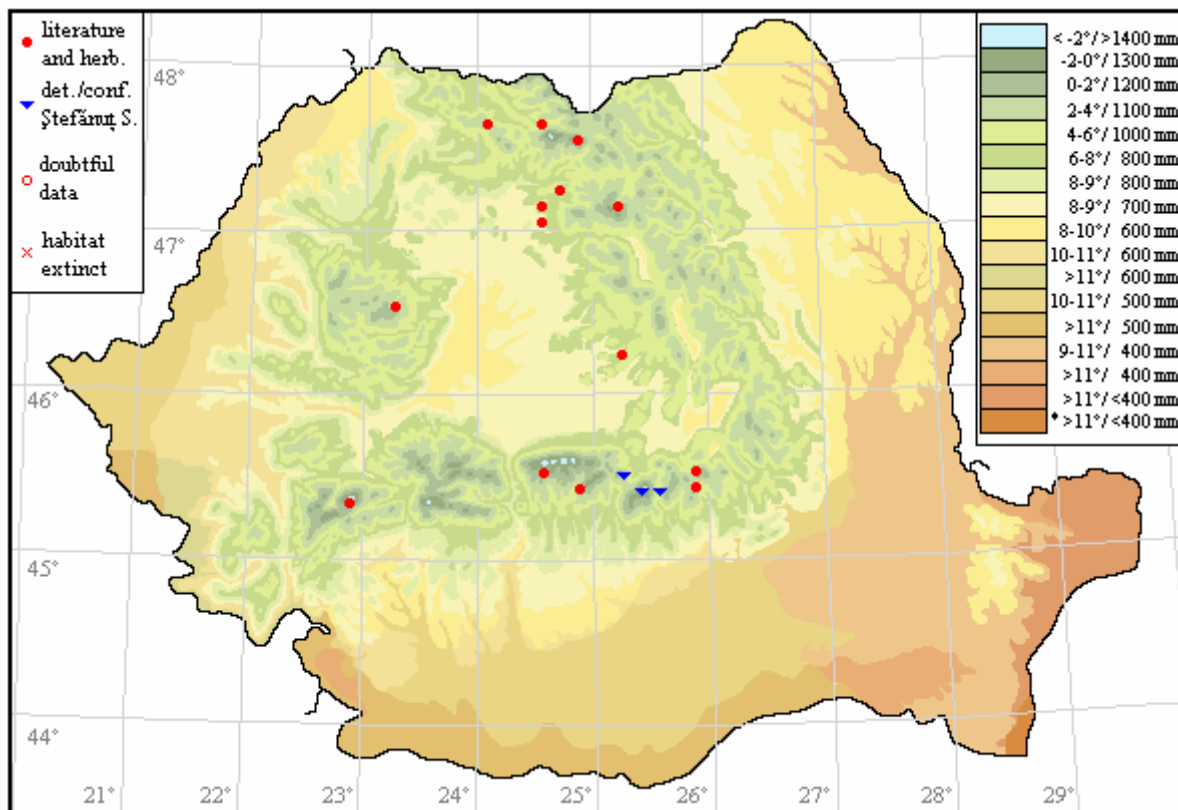 literature
and herb.
det./conf.
Ştefănuţ S.
doubtful
data
habitat
extinct
< -2°/>1400 mm
-2-0°/ 1300 mm
0-2°/ 1200 mm
2-4°/ 1100 mm
4-6°/ 1000 mm
6-8°/ 800 mm
8-9°/ 800 mm
8-9°/ 700 mm
8-10°/ 600 mm
10-11°/ 600 mm
>11°/ 600 mm
10-11°/ 500 mm
>11°/ 500 mm
9-11°/ 400 mm
>11°/ 400 mm
>11°/<400 mm
* >11°/<400 mm
48°
47°
46°
45°
44°
21° 22° 23° 24° 25° 26° 27° 28° 29°